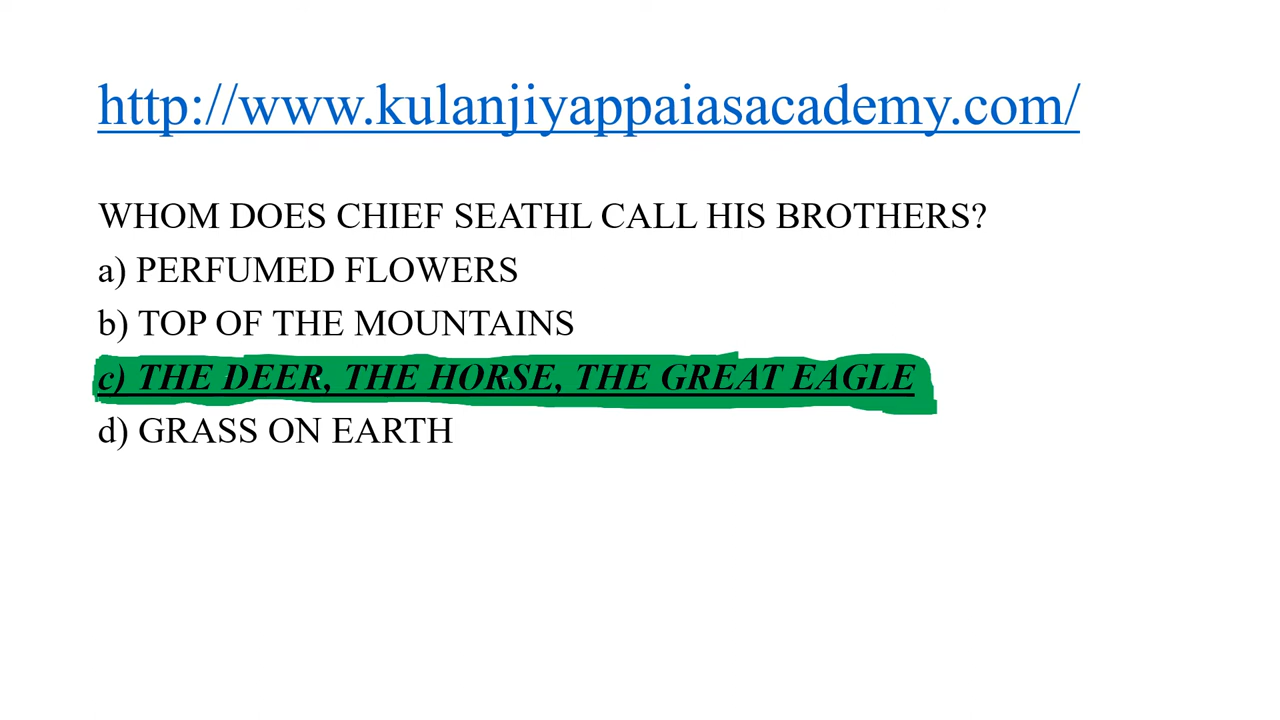 http://www.kulanjiyappaiasacademy.com/
WHOM DOES CHIEF SEATHL CALL HIS BROTHERS?
a) PERFUMED FLOWERS
b) TOP OF THE MOUNTAINS
c) THE DEER, THE HORSE, THE GREAT EAGLE
d) GRASS ON EARTH